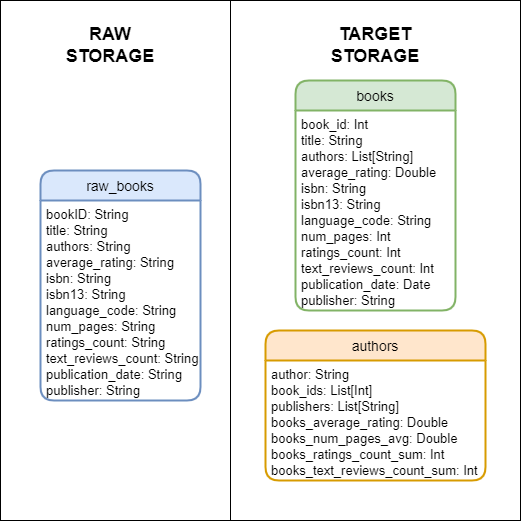 RAW
STORAGE
raw_books
bookID: String
title: String
authors: String
average_rating: String
isbn: String
isbn13: String
language_code: String
num_pages: String
ratings_count: String
text_reviews_count: String
publication_date: String
publisher: String
TARGET
STORAGE
books
book_id: Int
title: String
authors: List[String]
average_rating: Double
isbn: String
isbn13: String
language_code: String
num_pages: Int
ratings_count: Int
text_reviews_count: Int
publication_date: Date
publisher: String
authors
author: String
book_ids: List[Int]
publishers: List[String]
books_average_rating: Double
books_num_pages_avg: Double
books_ratings_count_sum: Int
books_text_reviews_count_sum: Int